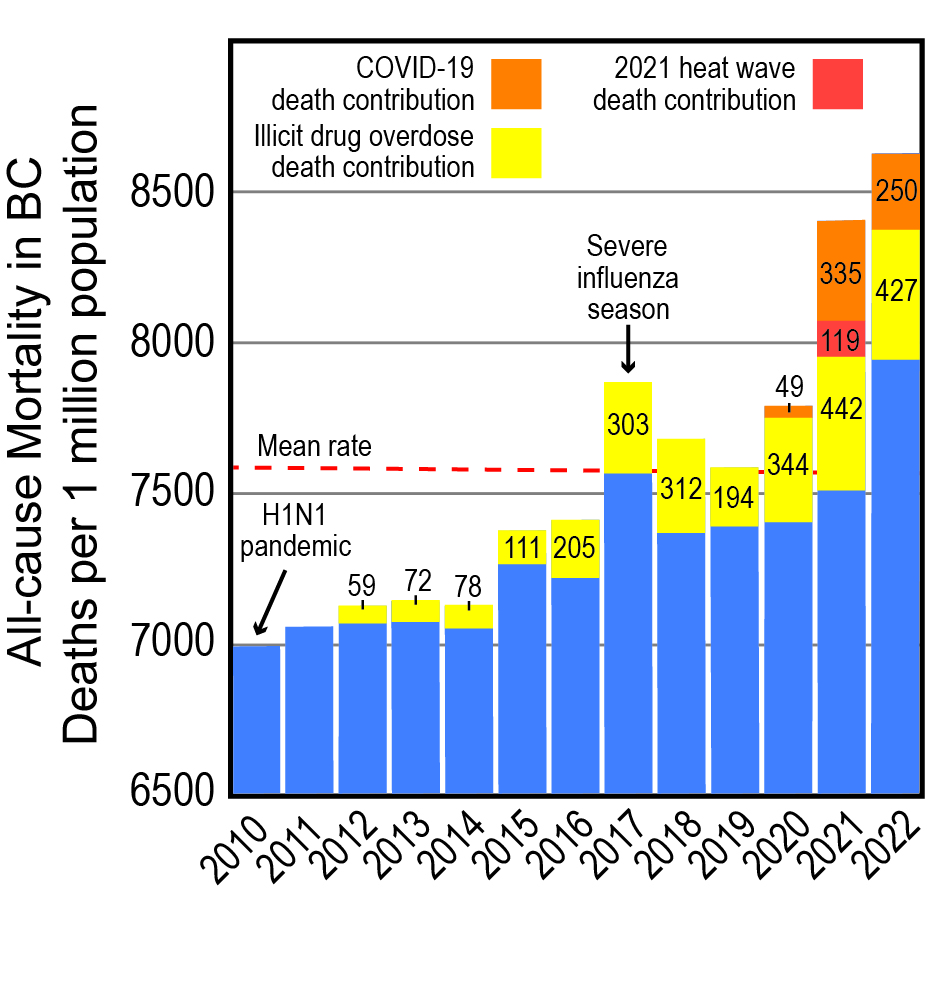 All-cause Mortality in BC
Deaths per 1 million population
COVID-19
death contribution
Illicit drug overdose
death contribution
2021 heat wave
death contribution
8500
8000
7500
7000
6500
Severe
influenza
season
Mean rate
H1N1
pandemic
59
72
78
111
205
303
312
194
49
344
335
119
442
250
427
2010
2011
2012
2013
2014
2015
2016
2017
2018
2019
2020
2021
2022